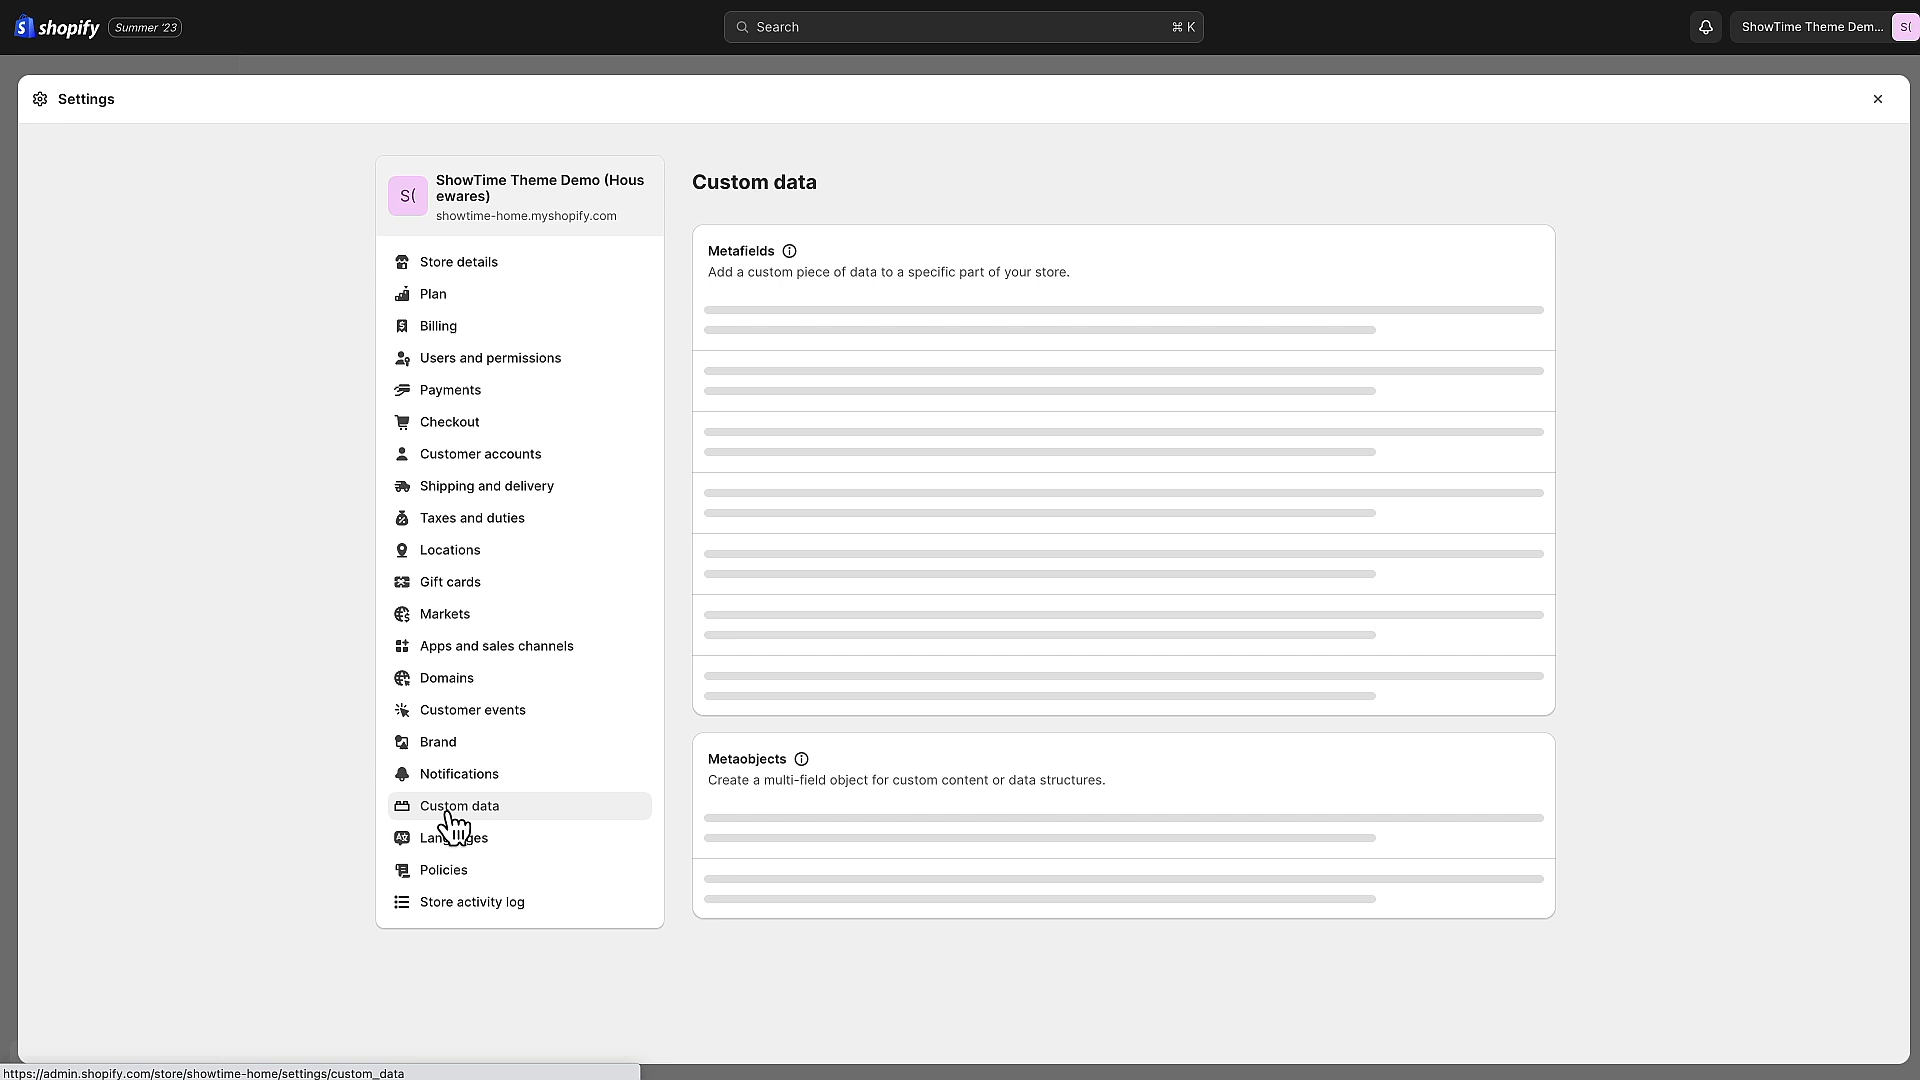 shopify Summer '23
Search ⌘ K
ShowTime Theme Dem... S(
Settings
S(
ShowTime Theme Demo (Hous
ewares)
showtime-home.myshopify.com
Store details
Plan
Billing
Users and permissions
Payments
Checkout
Customer accounts
Shipping and delivery
Taxes and duties
Locations
Gift cards
Markets
Apps and sales channels
Domains
Customer events
Brand
Notifications
Custom data
Policies
Store activity log
Custom data
Metafields
Add a custom piece of data to a specific part of your store.
Metaobjects
Create a multi-field object for custom content or data structures.
https://admin.shopify.com/store/showtime-home/settings/custom_data